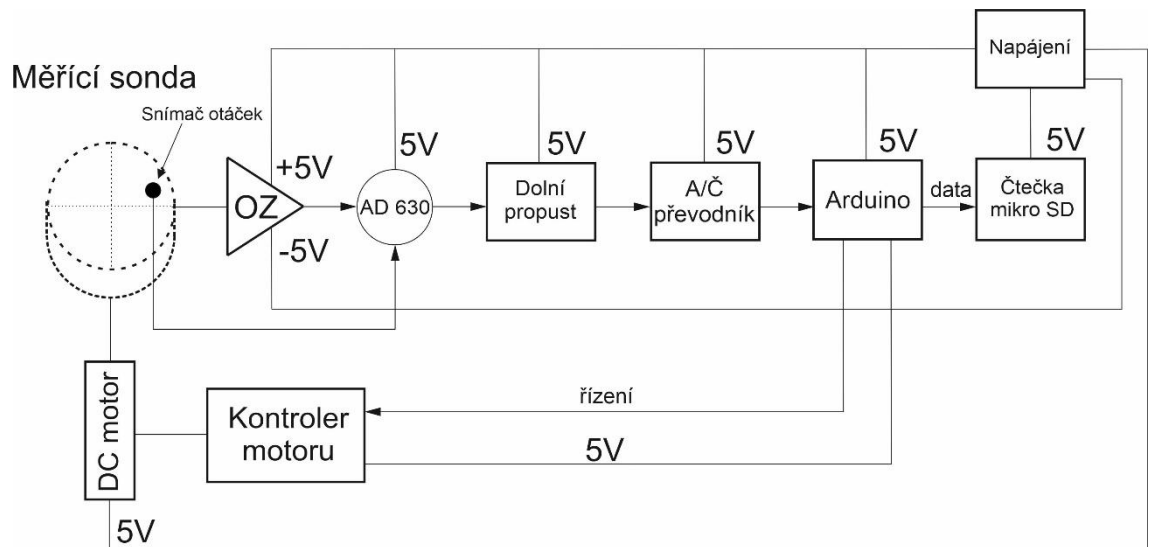 Napájení
Měřící sonda
Snímač otáček
+5V
5V
5V
5V
5V
5V
OZ
AD 630
Dolní
propust
A/Č
převodník
Arduino
data
Čtečka
mikro SD
-5V
DC motor
Kontroler
motoru
řízení
5V
5V